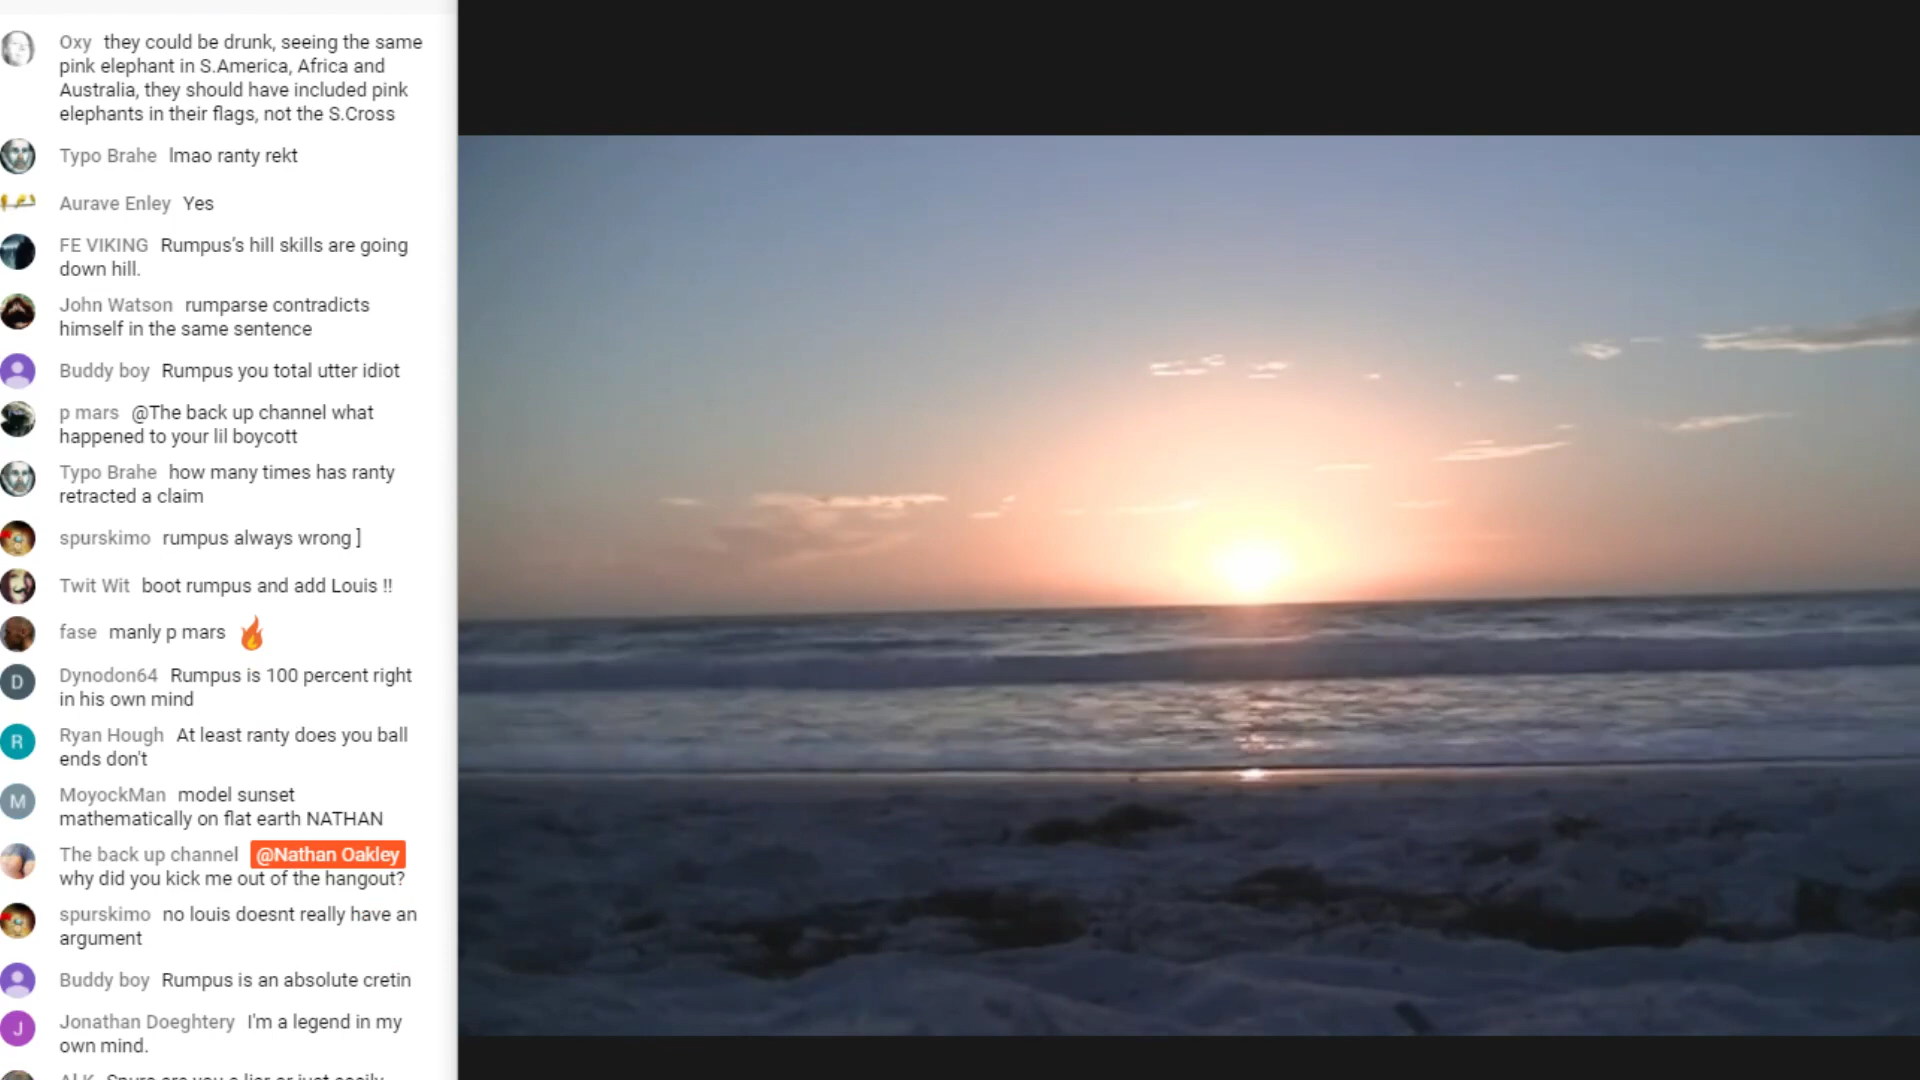 Oxy they could be drunk, seeing the same
pink elephant in S.America, Africa and
Australia, they should have included pink
elephants in their flags, not the S.Cross
Typo Brahe lmao ranty rekt
Aurave Enley Yes
FE VIKING Rumpus's hill skills are going
down hill.
John Watson rumparse contradicts
himself in the same sentence
Buddy boy Rumpus you total utter idiot
p mars @The back up channel what
happened to your lil boycott
Typo Brahe how many times has ranty
retracted a claim
spurskimo rumpus always wrong ]
Twit Wit boot rumpus and add Louis !!
fase manly p mars 🔥
D Dynodon64 Rumpus is 100 percent right
in his own mind
R Ryan Hough At least ranty does you ball
ends don't
M MoyockMan model sunset
mathematically on flat earth NATHAN
The back up channel @Nathan Oakley
why did you kick me out of the hangout?
spurskimo no louis doesnt really have an
argument
Buddy boy Rumpus is an absolute cretin
J Jonathan Doeghtery I'm a legend in my
own mind.
Al K Spurs are you a lier or just easily